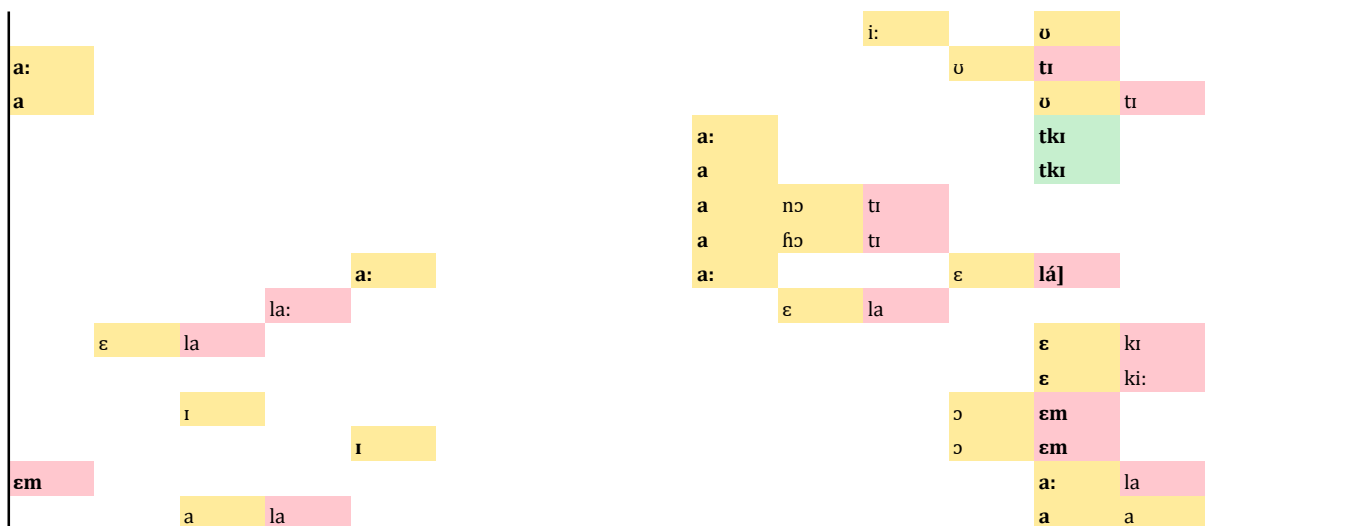 i: ʊ
a: ʊ tɪ
a ʊ tɪ
a: tkɪ
a tkɪ
a nɔ tɪ
a ɦɔ tɪ
a: a: ɛ lá]
la: ɛ la
ɛ la ɛ kɪ
ɛ ki:
ɪ ɔ ɛm
ɪ ɔ ɛm
ɛm a: la
a la a a